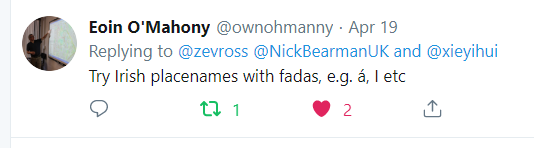 Eoin O'Mahony @ownohmanny · Apr 19
Replying to @zevross @NickBearmanUK and @xieyihui
Try Irish placenames with fadas, e.g. á, I etc
1 2